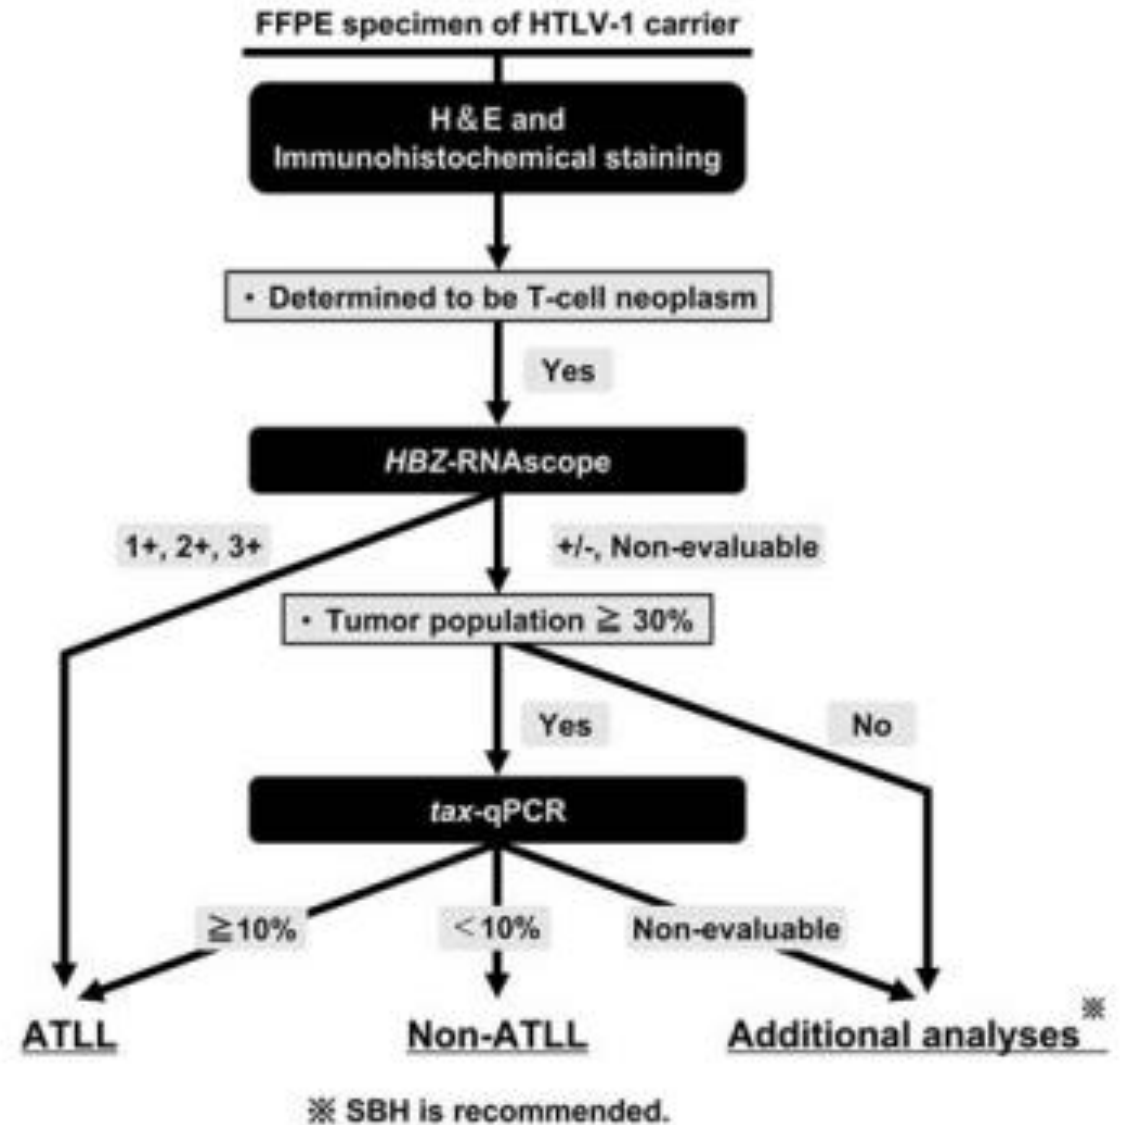 FFPE specimen of HTLV-1 carrier
H&E and
Immunohistochemical staining
・Determined to be T-cell neoplasm
Yes
HBZ-RNAscope
1+, 2+, 3+
+/-, Non-evaluable
・Tumor population ≧ 30%
Yes
No
tax-qPCR
≧10%
<10%
Non-evaluable
ATLL
Non-ATLL
Additional analyses※
※ SBH is recommended.